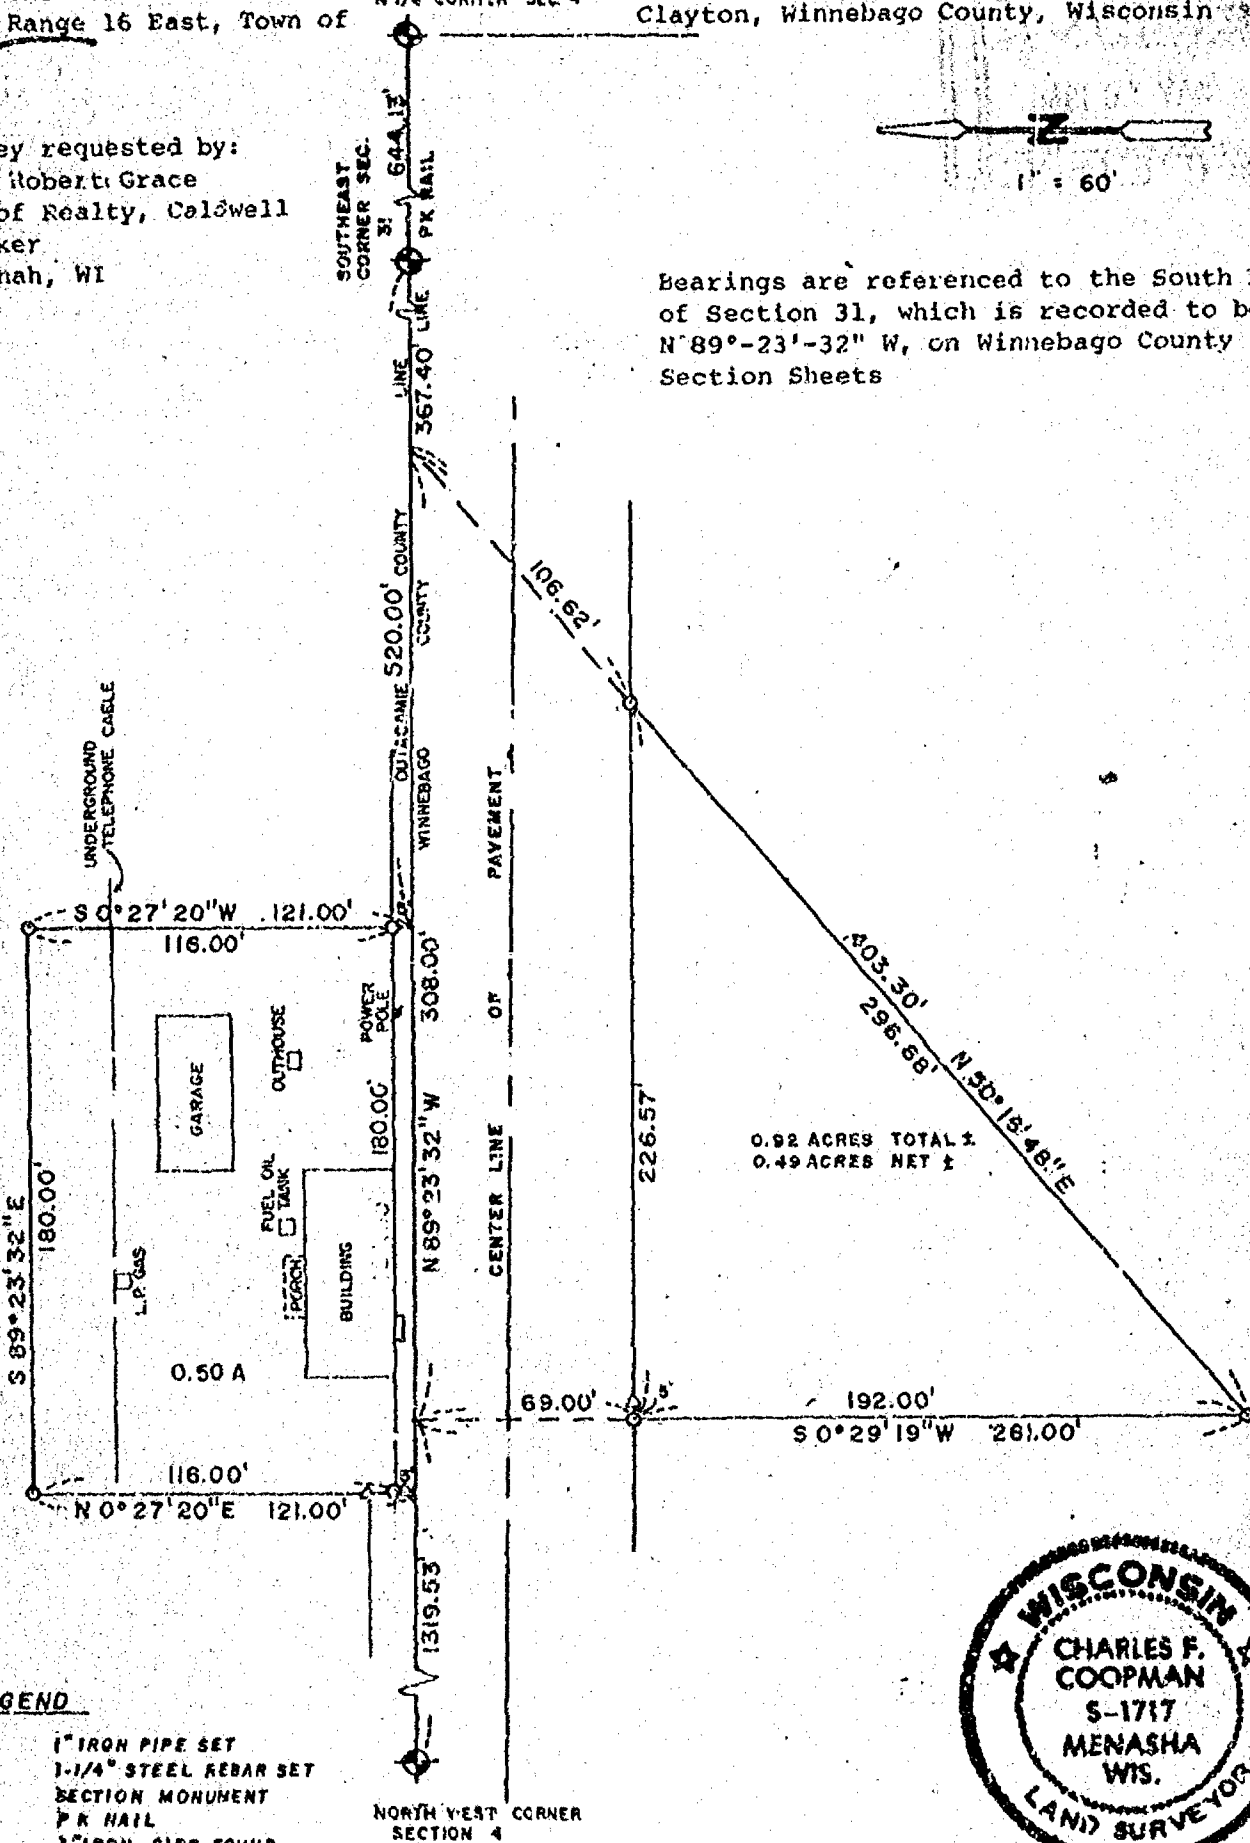 Range 16 East, Town of
Clayton, Winnebago County, Wisconsin
ey requested by:
Robert Grace
of Realty, Caldwell
ker
nah, WI
N
1" = 60'
Bearings are referenced to the South
of Section 31, which is recorded to b
N 89°-23'-32" W, on Winnebago County
Section Sheets
SOUTHEAST
CORNER SEC.
31
644.13'
PK NAIL
LINE
LINE
367.40'
COUNTY
COUNTY
520.00'
OUTAGAMIE
WINNEBAGO
106.62'
UNDERGROUND
TELEPHONE CABLE
CENTER LINE OF PAVEMENT
S 0° 27' 20" W 121.00'
116.00'
POWER
POLE
308.00'
OUTHOUSE
GARAGE
403.30'
296.68'
N 50° 18' 48" E
180.00'
N 89° 23' 32" W
226.57'
0.92 ACRES TOTAL ±
0.49 ACRES NET ±
FUEL OIL
TANK
S 89° 23' 32" E
180.00'
L.P. GAS
PORCH
BUILDING
0.50 A
69.00'
5'
192.00'
S 0° 29' 19" W 261.00'
116.00'
N 0° 27' 20" E 121.00'
1319.53'
GEND
1" IRON PIPE SET
1-1/4" STEEL REBAR SET
SECTION MONUMENT
PK NAIL
NORTH WEST CORNER
SECTION 4
WISCONSIN
CHARLES F.
COOPMAN
S-1717
MENASHA
WIS.
LAND SURVEYOR